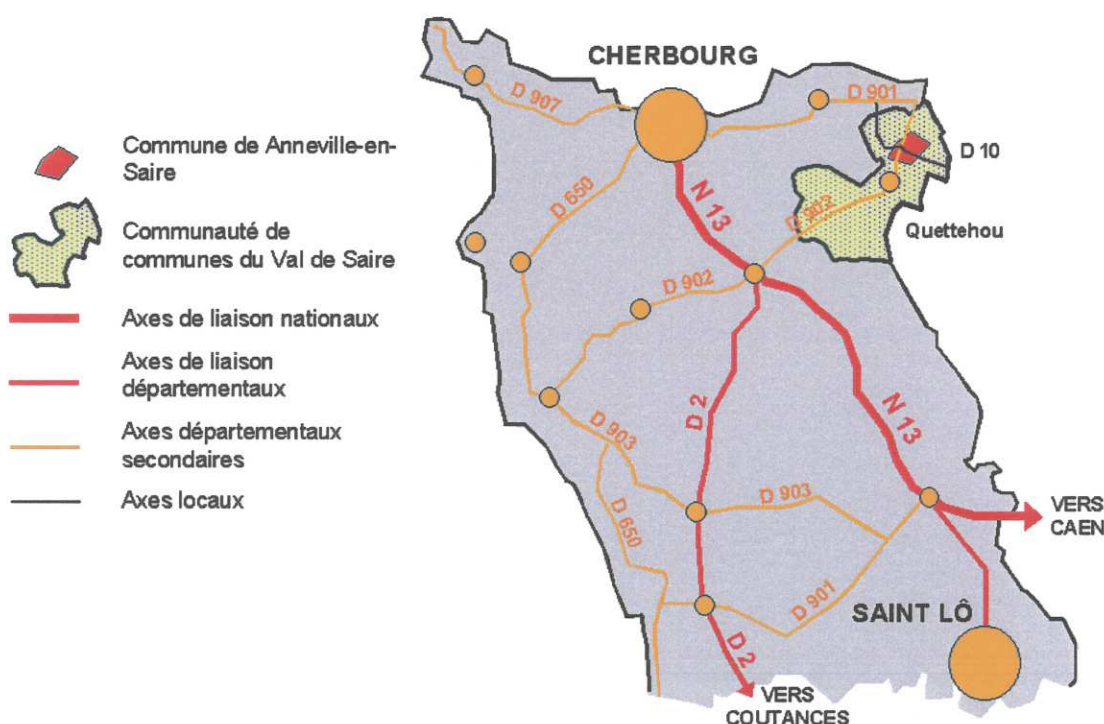 CHERBOURG
D 907
D 901
D 10
D 650
N 13
D 902
Quettehou
D 902
N 13
D 2
D 903
D 903
D 650
D 901
VERS
CAEN
SAINT LÔ
D 2
VERS
COUTANCES
Commune de Anneville-en-
Saire
Communauté de
communes du Val de Saire
Axes de liaison nationaux
Axes de liaison
départementaux
Axes départementaux
secondaires
Axes locaux